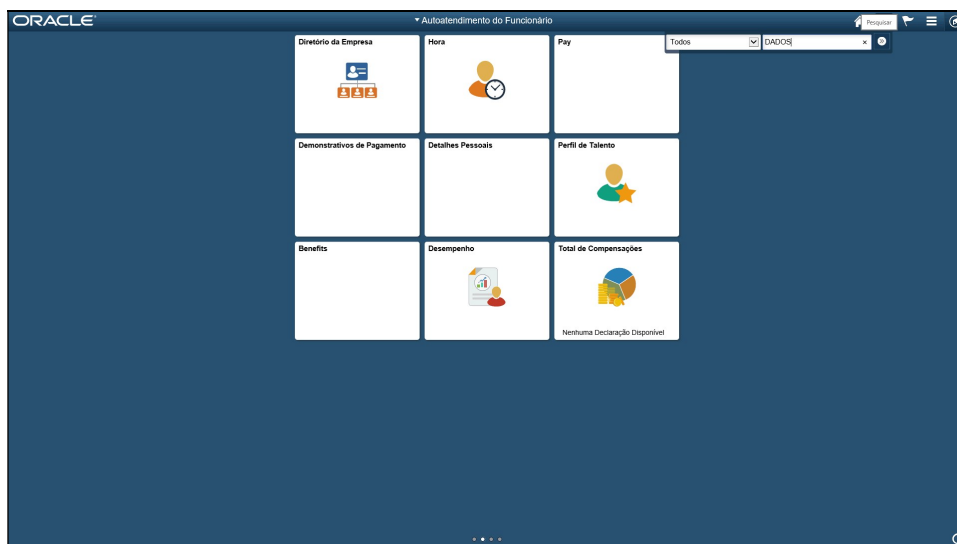 ORACLE
Autoatendimento do Funcionário
Pesquisar
Todos
DADOS
Diretório da Empresa
Hora
Pay
Demonstrativos de Pagamento
Detalhes Pessoais
Perfil de Talento
Benefits
Desempenho
Total de Compensações
Nenhuma Declaração Disponível